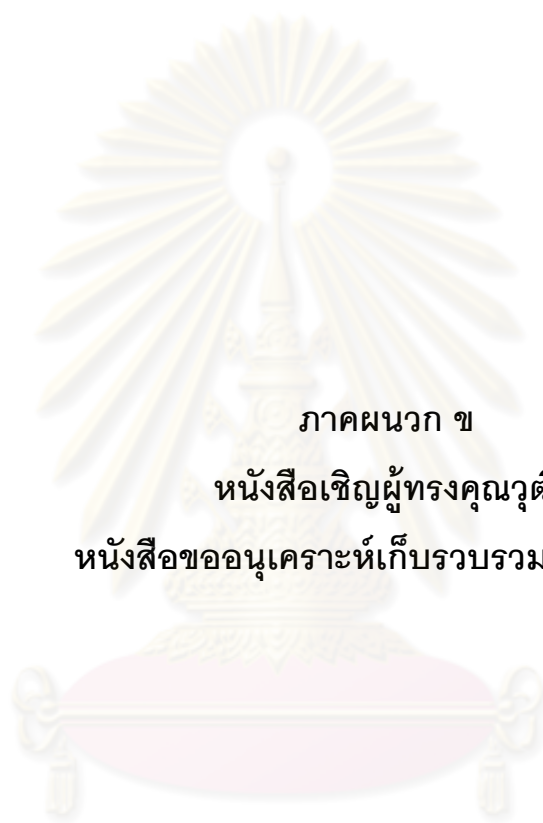 ภาคผนวก ข
หนังสือเชิญผู้ทรงคุณวุฒิ
หนังสือขออนุเคราะห์เก็บรวบรวม